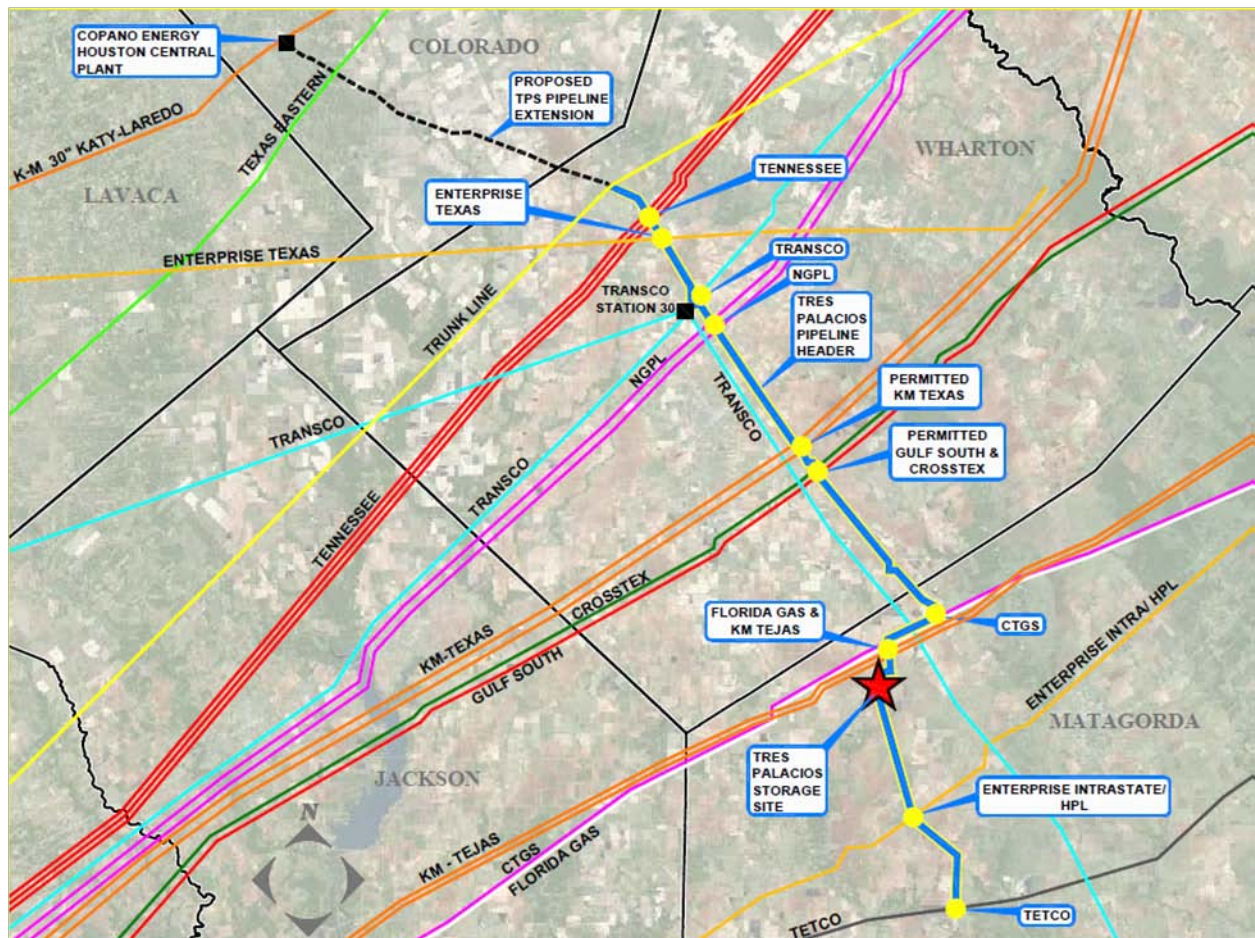 COPANO ENERGY
HOUSTON CENTRAL
PLANT
COLORADO
PROPOSED
TPS PIPELINE
EXTENSION
K-M 30" KATY-LAREDO
TEXAS EASTERN
LAVACA
WHARTON
TENNESSEE
ENTERPRISE
TEXAS
ENTERPRISE TEXAS
TRANSCO
NGPL
TRANSCO
STATION 30
TRES
PALACIOS
PIPELINE
HEADER
TRUNK LINE
NGPL
TRANSCO
PERMITTED
KM TEXAS
TRANSCO
PERMITTED
GULF SOUTH &
CROSSTEX
TRANSCO
TENNESSEE
CROSSTEX
KM-TEXAS
GULF SOUTH
FLORIDA GAS &
KM TEJAS
CTGS
ENTERPRISE INTRA/ HPL
MATAGORDA
TRES
PALACIOS
STORAGE
SITE
JACKSON
ENTERPRISE INTRASTATE/
HPL
N
KM - TEJAS
CTGS
FLORIDA GAS
TETCO
TETCO